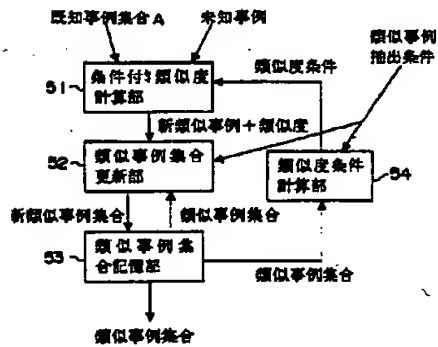 既知事例集合A
未知事例
類似事例
抽出条件
51
条件付き類似度
計算部
類似度条件
新類似事例+類似度
52
類似事例集合
更新部
類似度条件
計算部
54
新類似事例集合
類似事例集合
53
類似事例集
合記憶部
類似事例集合
類似事例集合